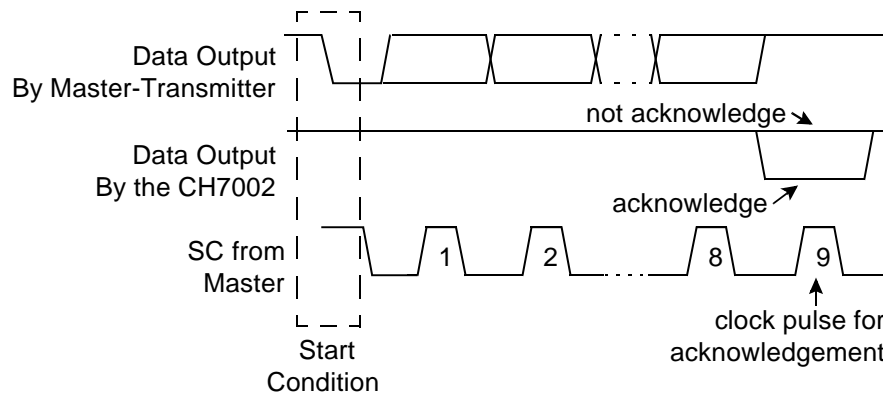 Data Output
By Master-Transmitter
not acknowledge
Data Output
By the CH7002
acknowledge
SC from
Master
1
2
8
9
clock pulse for
acknowledgement
Start
Condition